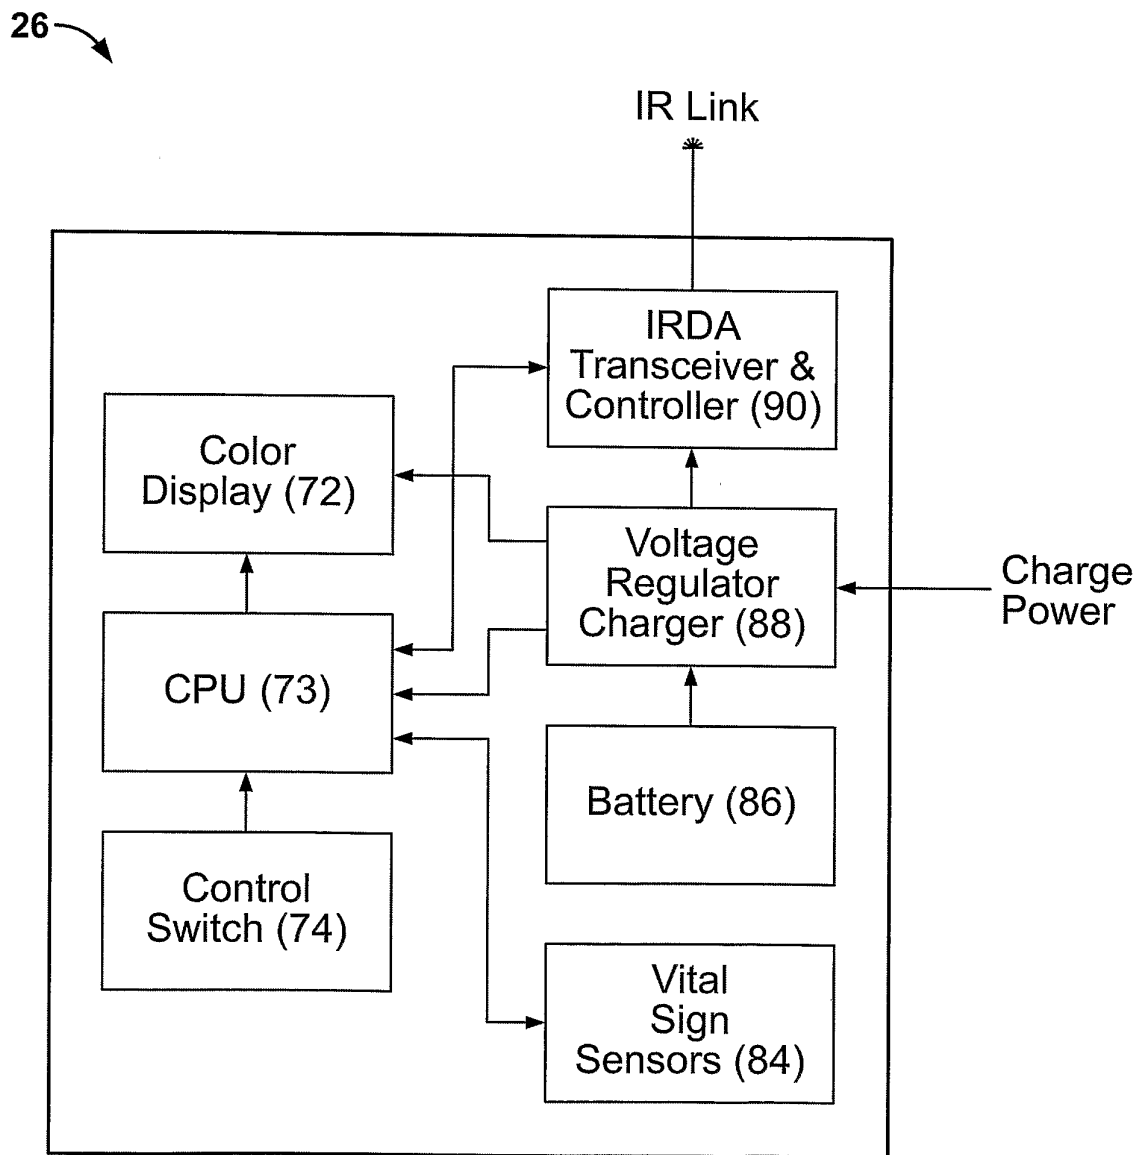 26
IR Link
IRDA
Transceiver &
Controller (90)
Color
Display (72)
Voltage
Regulator
Charger (88)
Charge
Power
CPU (73)
Battery (86)
Control
Switch (74)
Vital
Sign
Sensors (84)